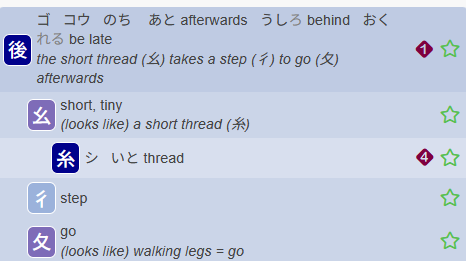 ゴ コウ のち あと afterwards うしろ behind おく
れる be late
後 the short thread (幺) takes a step (彳) to go (夂) 1
afterwards
short, tiny
幺 (looks like) a short thread (糸)
糸 シ いと thread 4
彳 step
go
夂 (looks like) walking legs = go